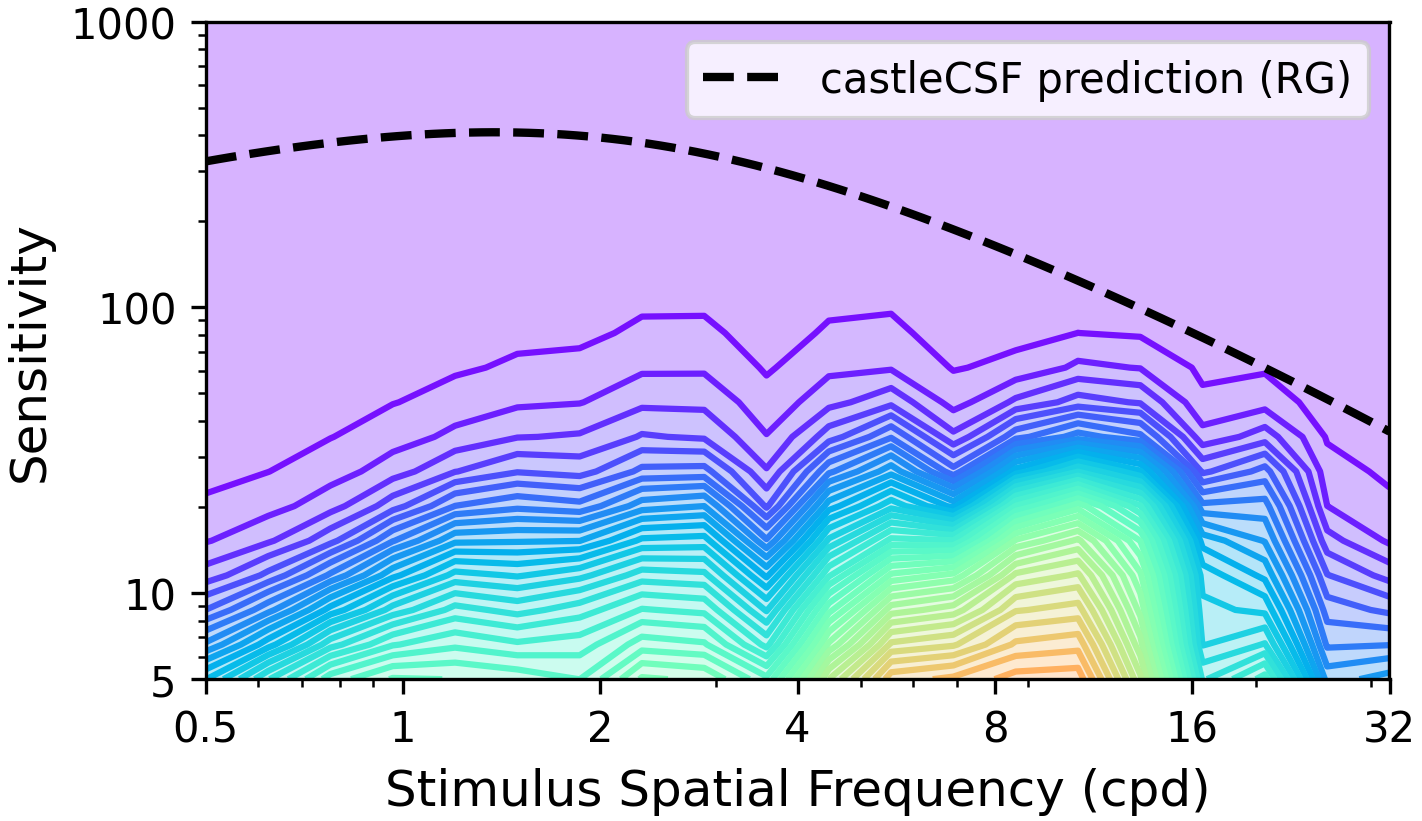 1000
castleCSF prediction (RG)
100
Sensitivity
10
5
0.5 1 2 4 8 16 32
Stimulus Spatial Frequency (cpd)